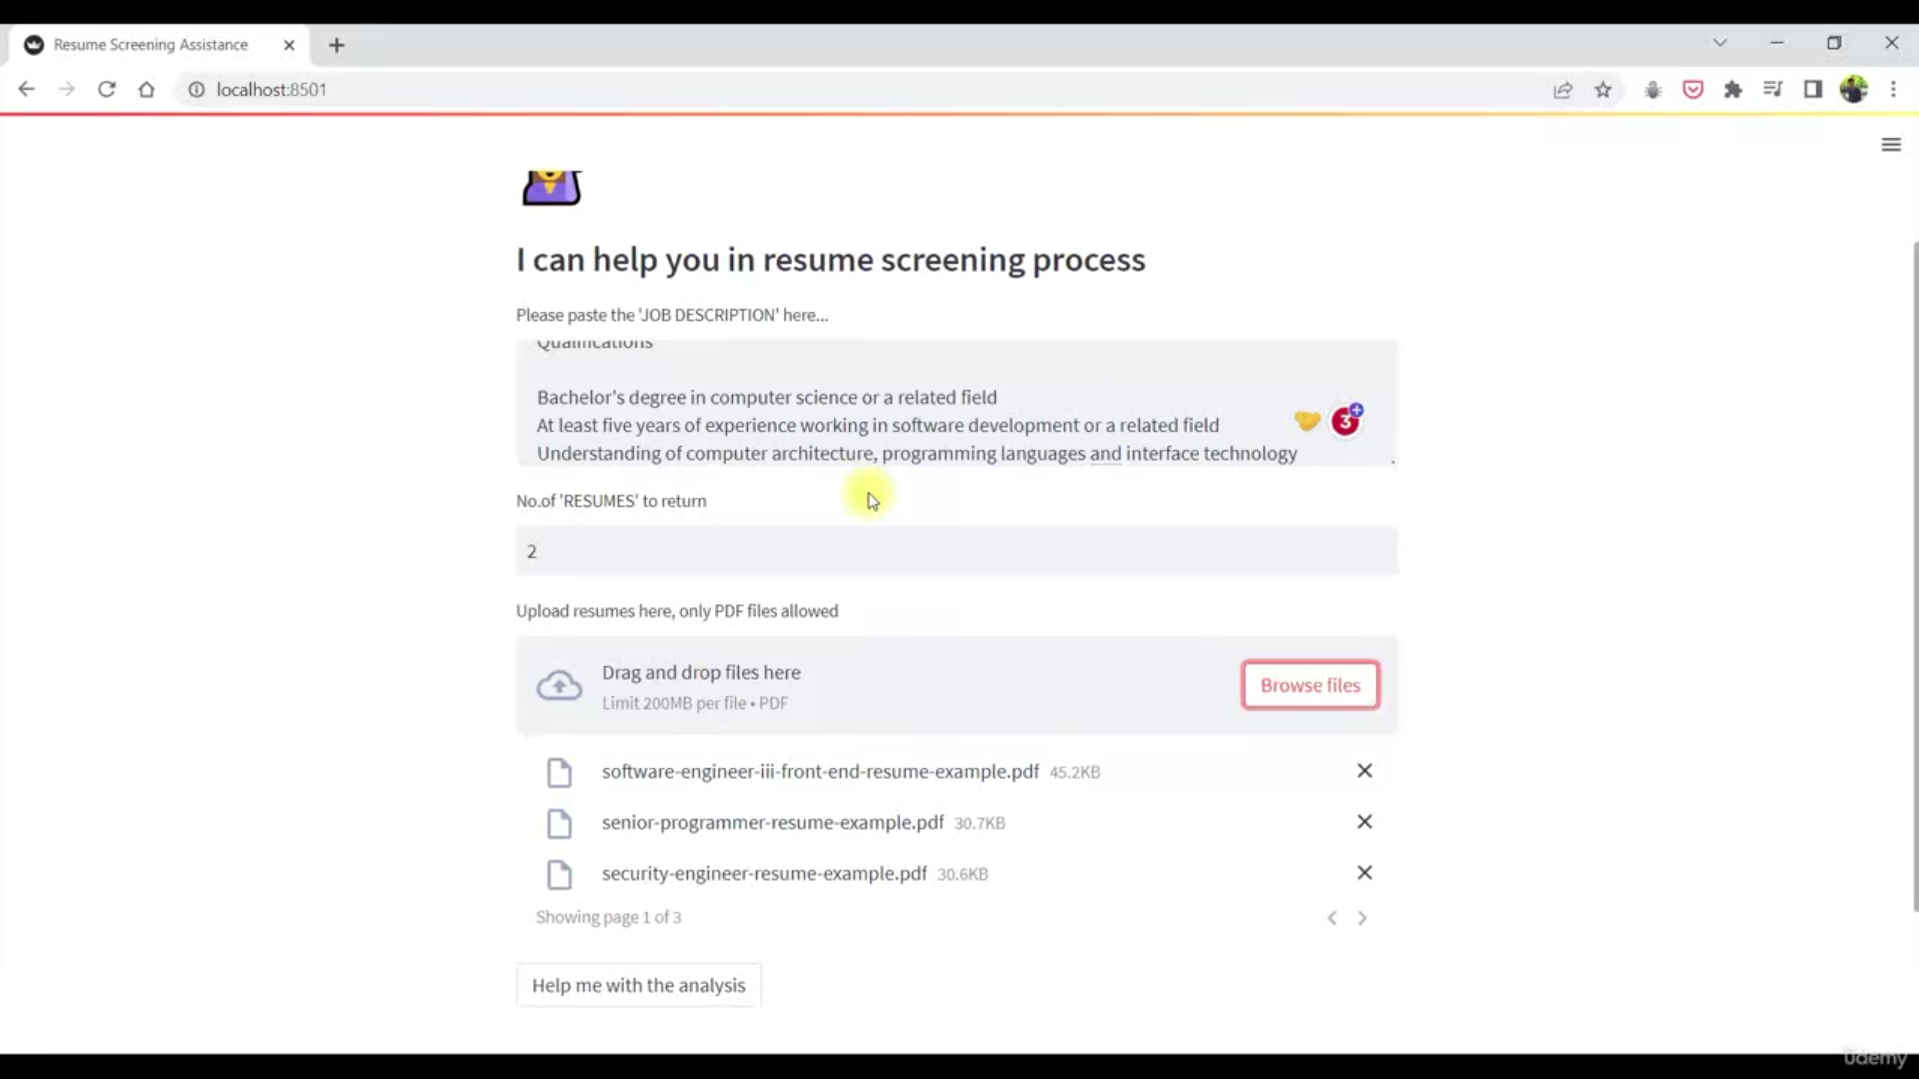 Resume Screening Assistance
localhost:8501
I can help you in resume screening process
Please paste the 'JOB DESCRIPTION' here...
Qualifications
Bachelor's degree in computer science or a related field
At least five years of experience working in software development or a related field
3
Understanding of computer architecture, programming languages and interface technology
No.of 'RESUMES' to return
2
Upload resumes here, only PDF files allowed
Drag and drop files here
Limit 200MB per file • PDF
Browse files
software-engineer-iii-front-end-resume-example.pdf 45.2KB
senior-programmer-resume-example.pdf 30.7KB
security-engineer-resume-example.pdf 30.6KB
Showing page 1 of 3
Help me with the analysis
ûdemy